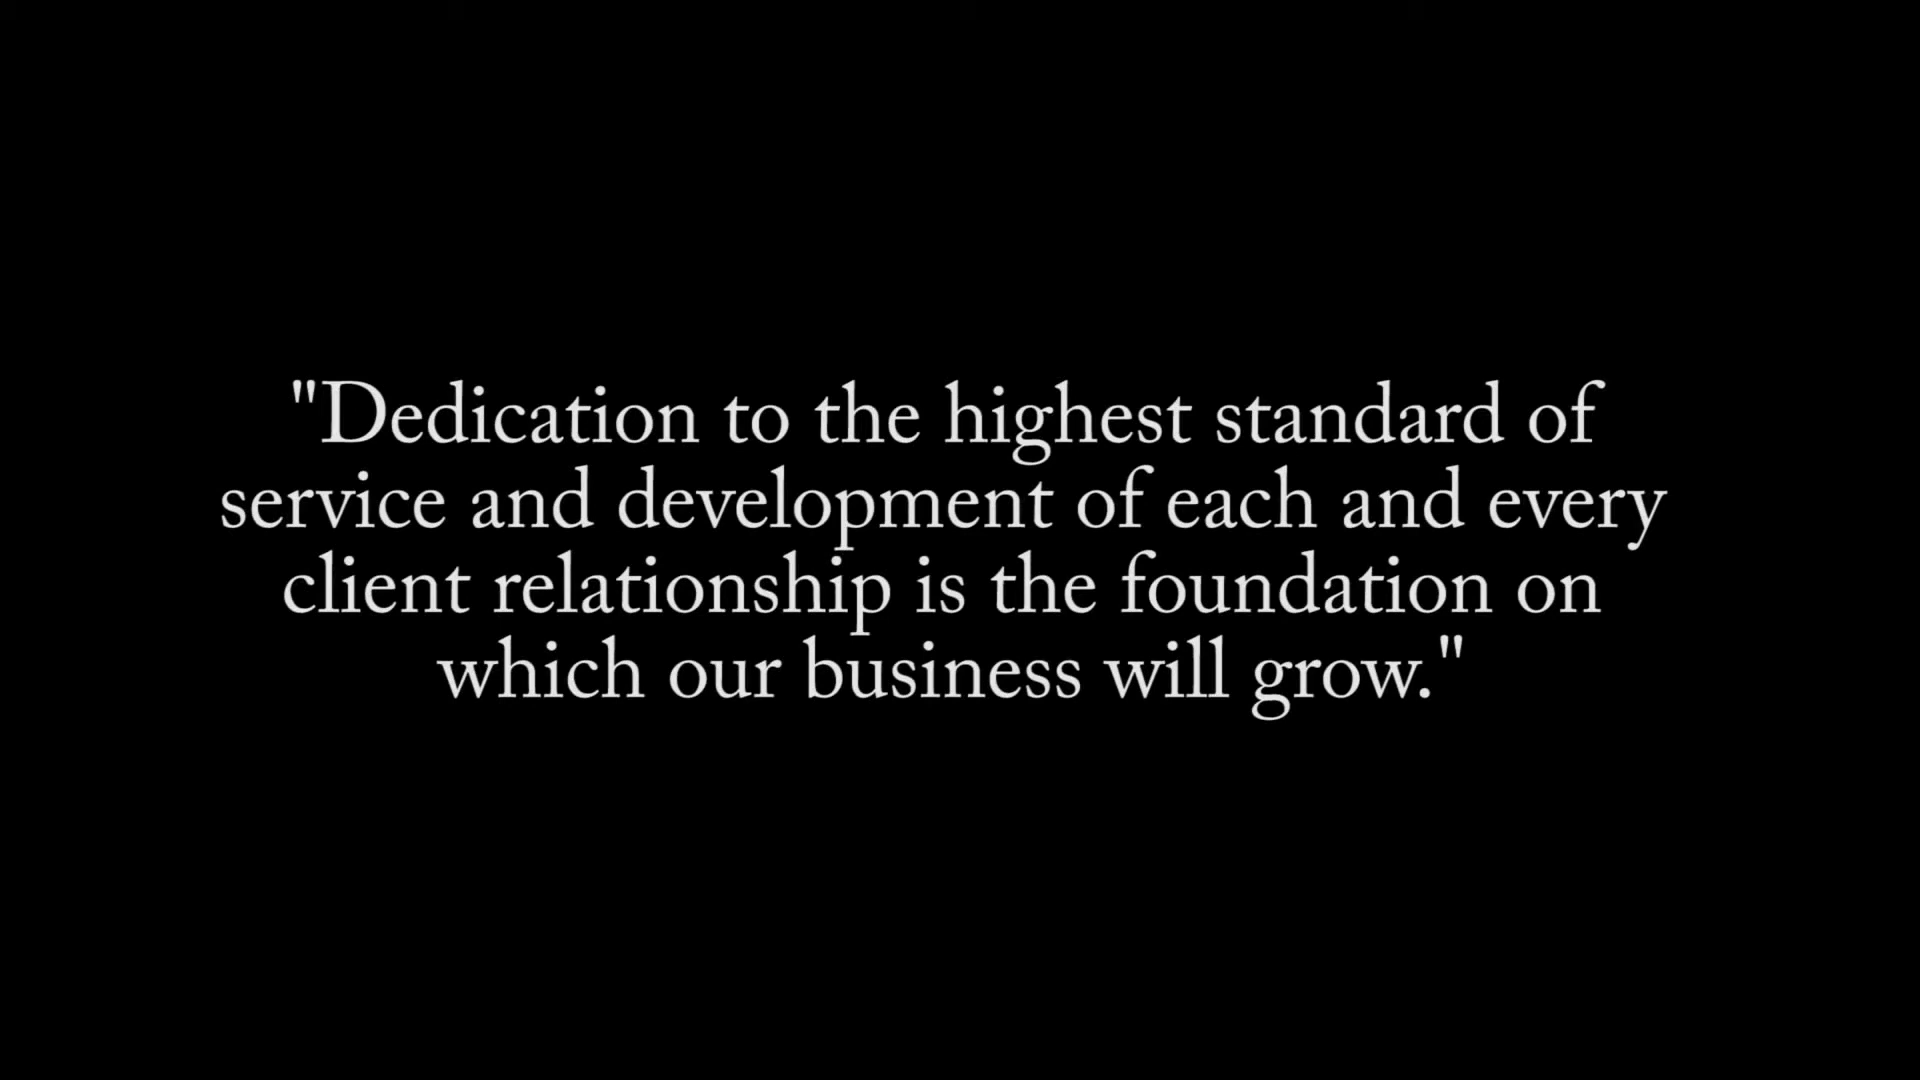 "Dedication to the highest standard of
service and development of each and every
client relationship is the foundation on
which our business will grow."